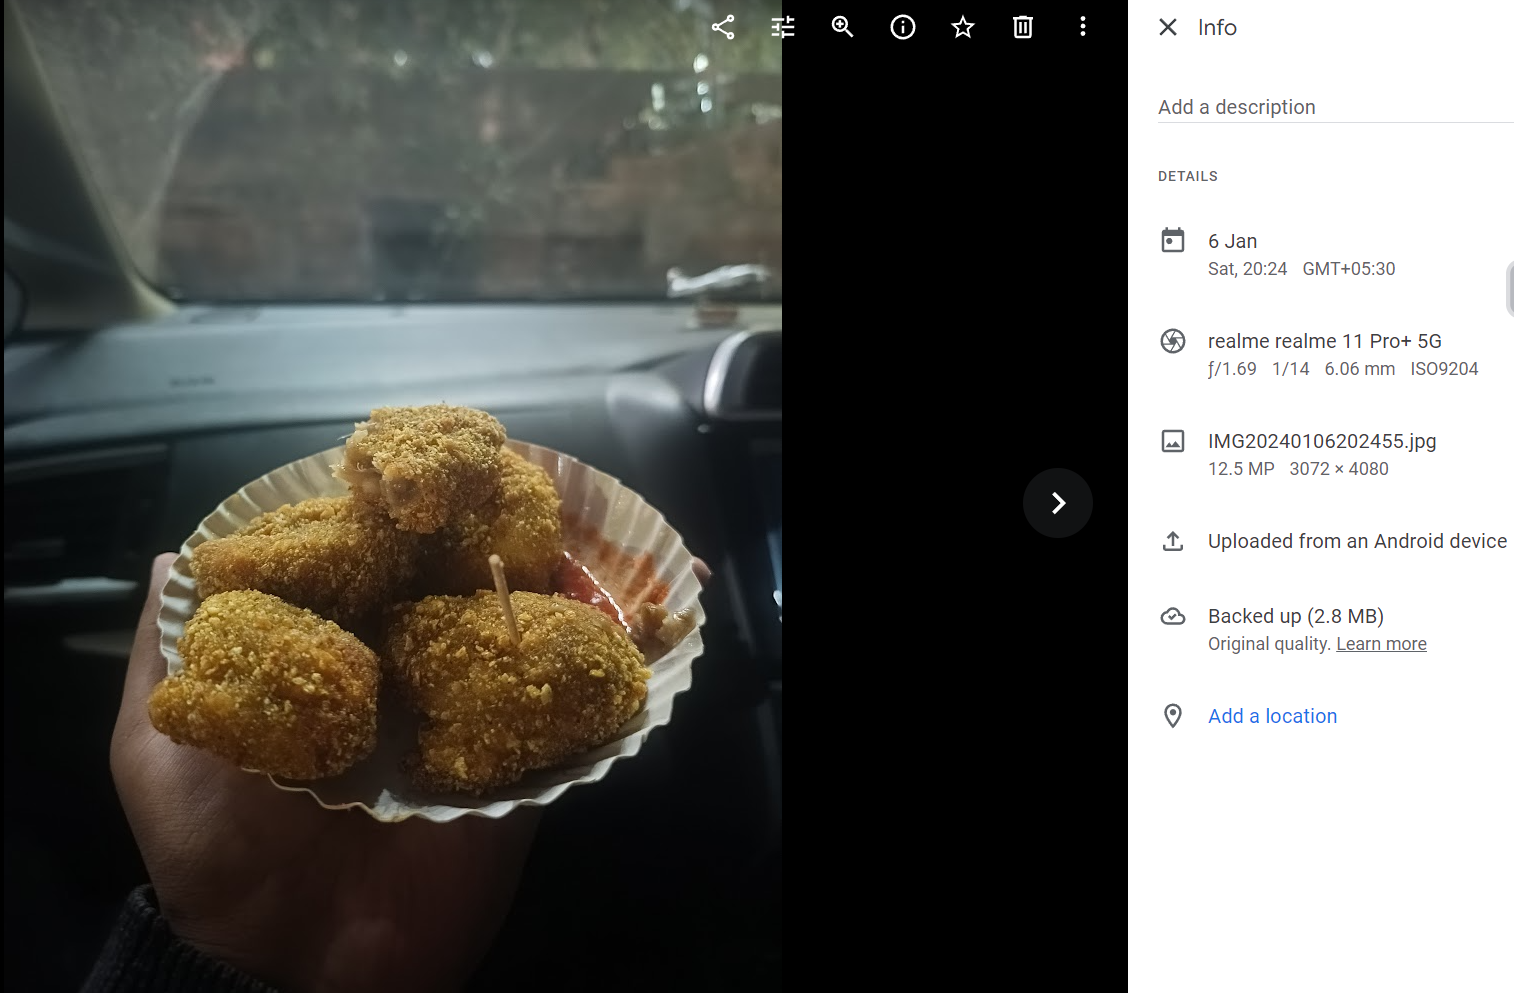 Info
Add a description
DETAILS
6 Jan
Sat, 20:24 GMT+05:30
realme realme 11 Pro+ 5G
ƒ/1.69 1/14 6.06 mm ISO9204
IMG20240106202455.jpg
12.5 MP 3072 × 4080
Uploaded from an Android device
Backed up (2.8 MB)
Original quality. Learn more
Add a location